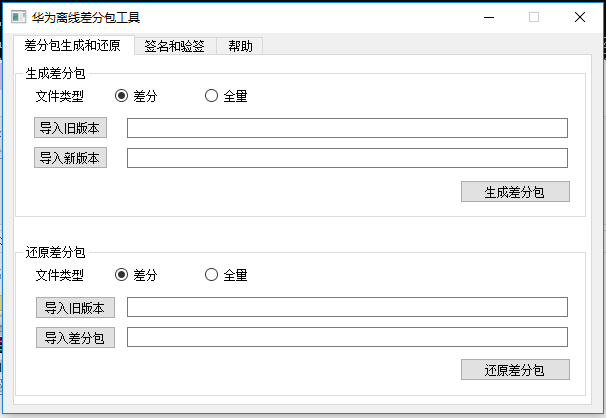 华为离线差分包工具
差分包生成和还原 签名和验签 帮助
生成差分包
文件类型 差分 全量
导入旧版本
导入新版本
生成差分包
还原差分包
文件类型 差分 全量
导入旧版本
导入差分包
还原差分包